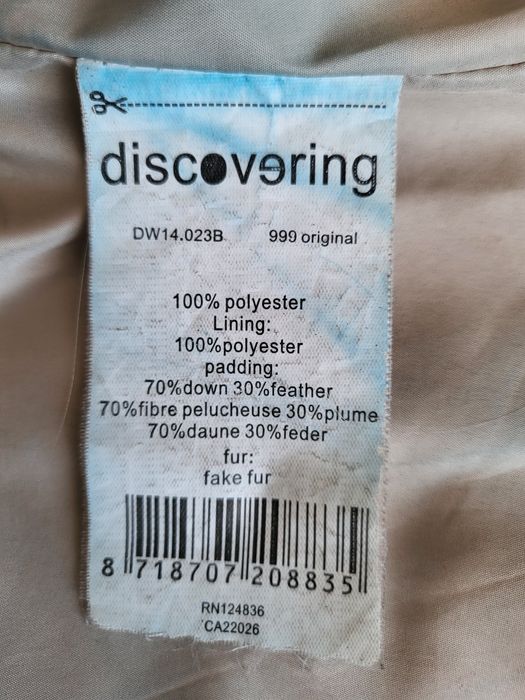 discovering
DW14.023B 999 original
100% polyester
Lining:
100%polyester
padding:
70%down 30%feather
70%fibre pelucheuse 30%plume
70%daune 30%feder
fur:
fake fur
8 718707 208835
RN124836
CA22026